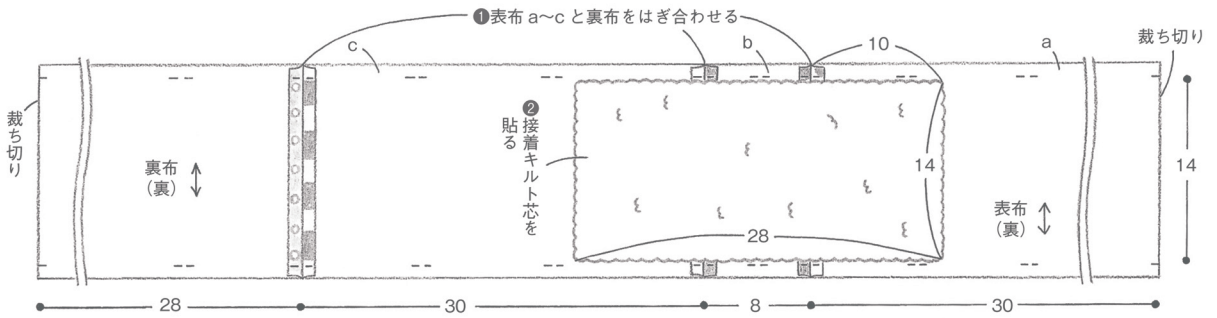 ❶表布a〜cと裏布をはぎ合わせる
c
b
10
a
裁ち切り
裁ち切り
❷接着キルト芯を
貼る
裏布
(裏)
14
14
表布
(裏)
28
28
30
8
30